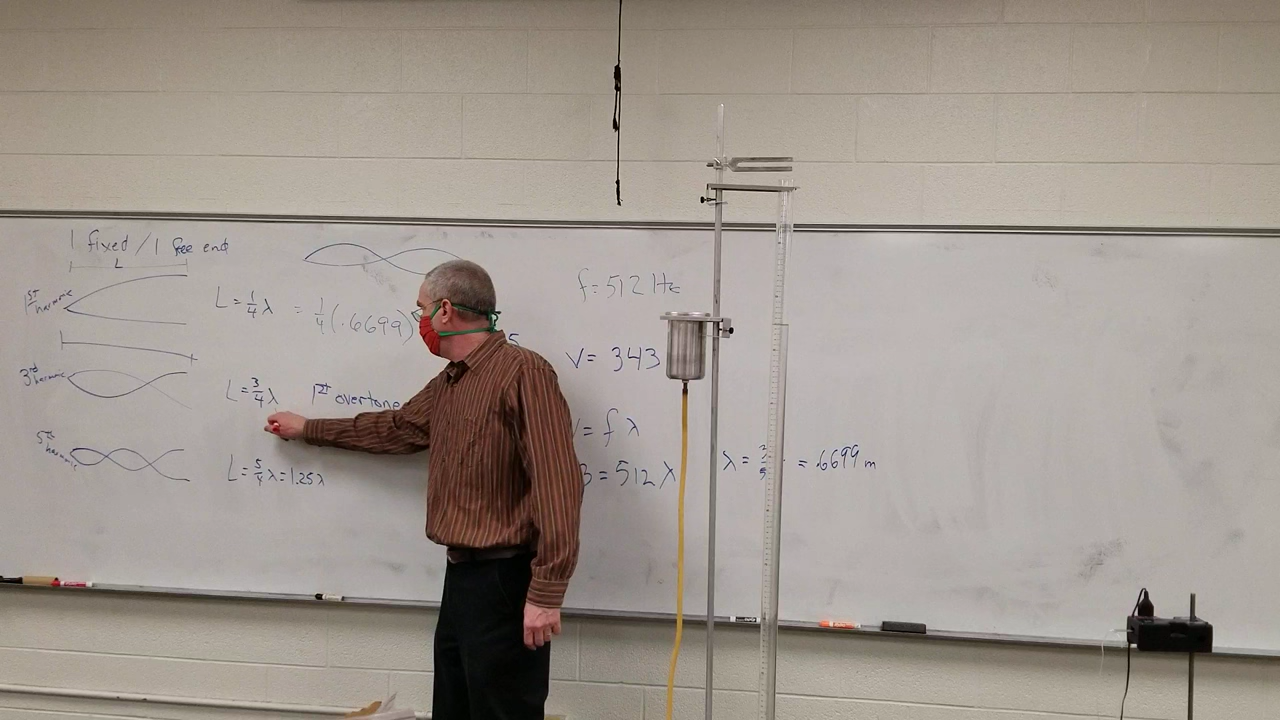 1 fixed / 1 free end
L
1st harmonic
L = 1/4 λ = 1/4 (.6699)
3rd harmonic
L = 3/4 λ 1st overtone
5th harmonic
L = 5/4 λ = 1.25 λ
f = 512 Hz
5
V = 343
= f λ
= 512 λ
λ = = .6699 m